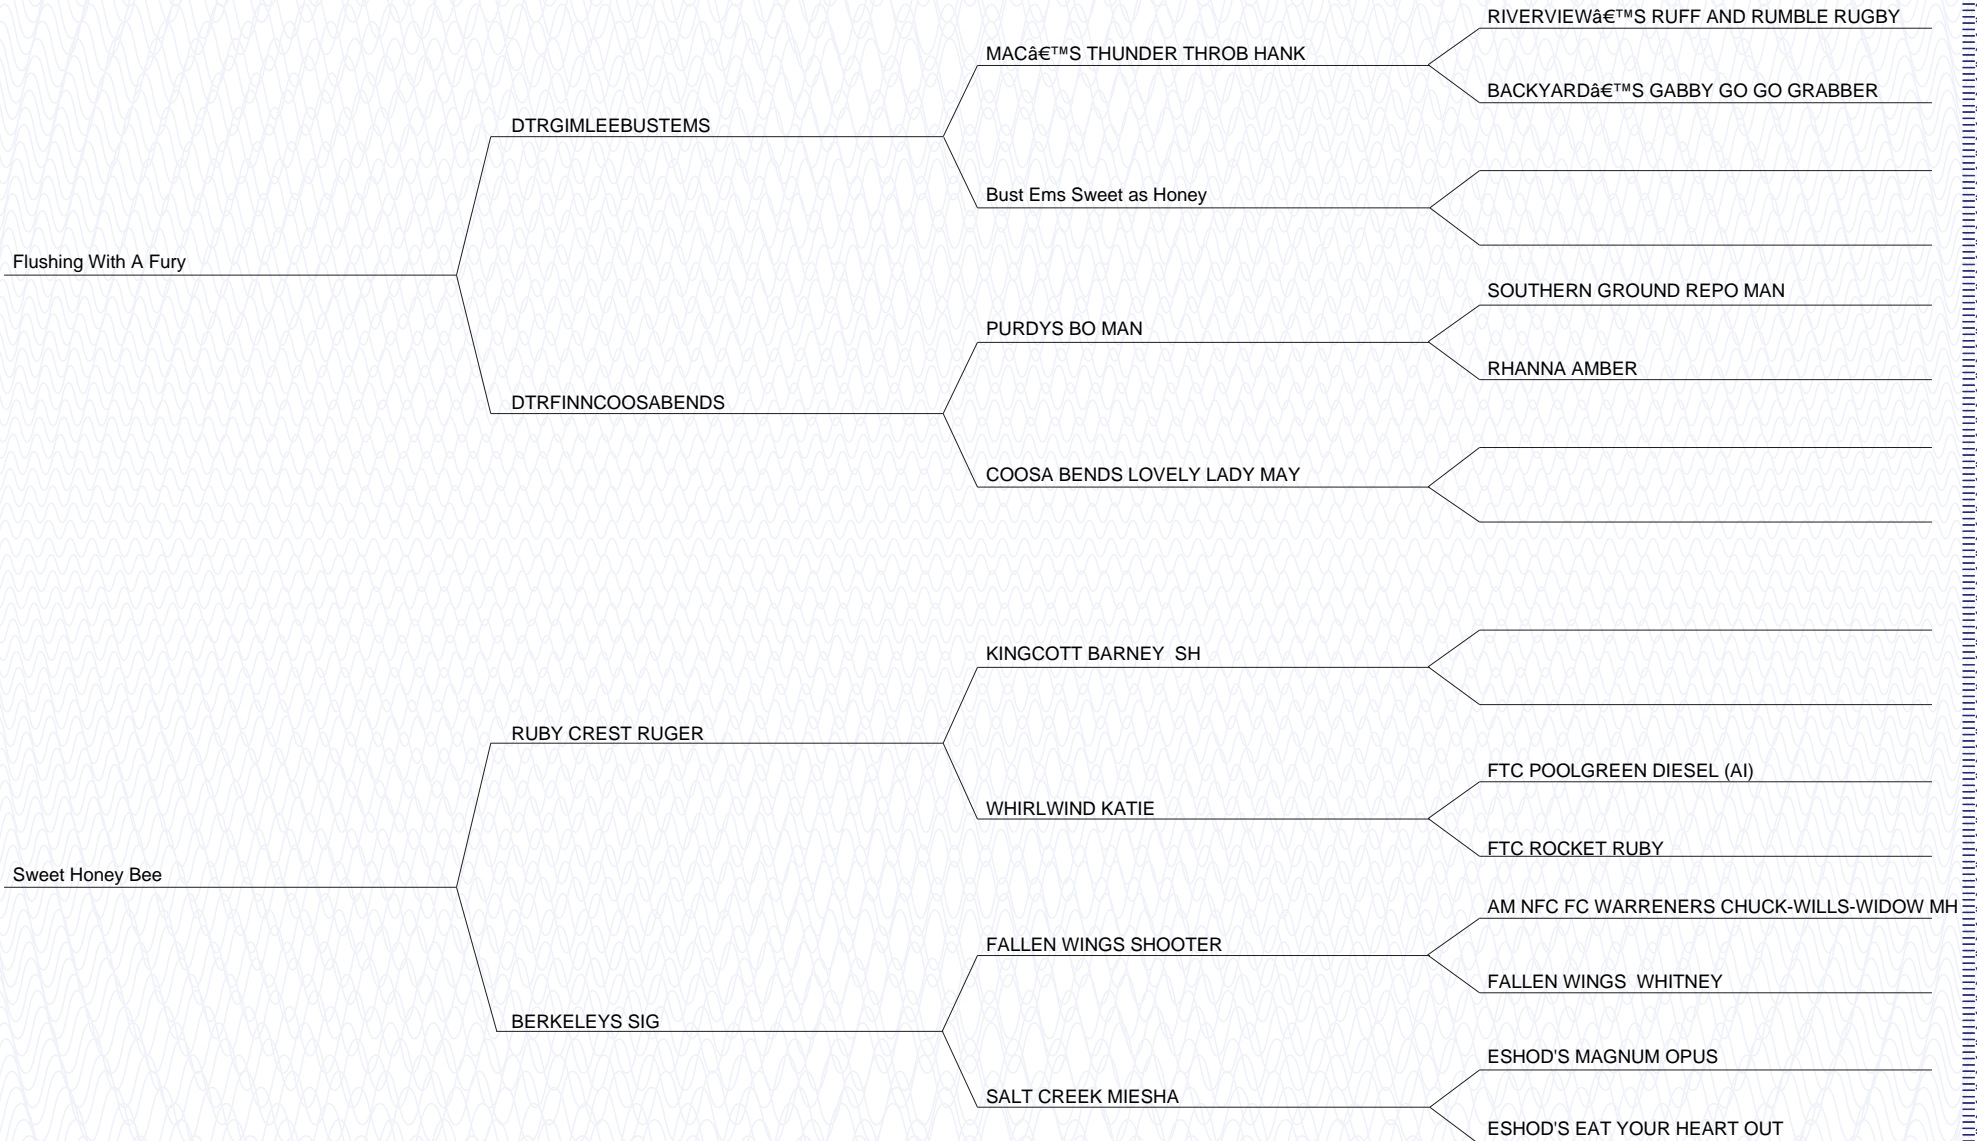 RIVERVIEWâ€™S RUFF AND RUMBLE RUGBY
MACâ€™S THUNDER THROB HANK
BACKYARDâ€™S GABBY GO GO GRABBER
DTRGIMLEEBUSTEMS
Bust Ems Sweet as Honey
Flushing With A Fury
SOUTHERN GROUND REPO MAN
PURDYS BO MAN
RHANNA AMBER
DTRFINNCOOSABENDS
COOSA BENDS LOVELY LADY MAY
KINGCOTT BARNEY  SH
RUBY CREST RUGER
FTC POOLGREEN DIESEL (AI)
WHIRLWIND KATIE
FTC ROCKET RUBY
Sweet Honey Bee
AM NFC FC WARRENERS CHUCK-WILLS-WIDOW MH
FALLEN WINGS SHOOTER
FALLEN WINGS  WHITNEY
BERKELEYS SIG
ESHOD'S MAGNUM OPUS
SALT CREEK MIESHA
ESHOD'S EAT YOUR HEART OUT